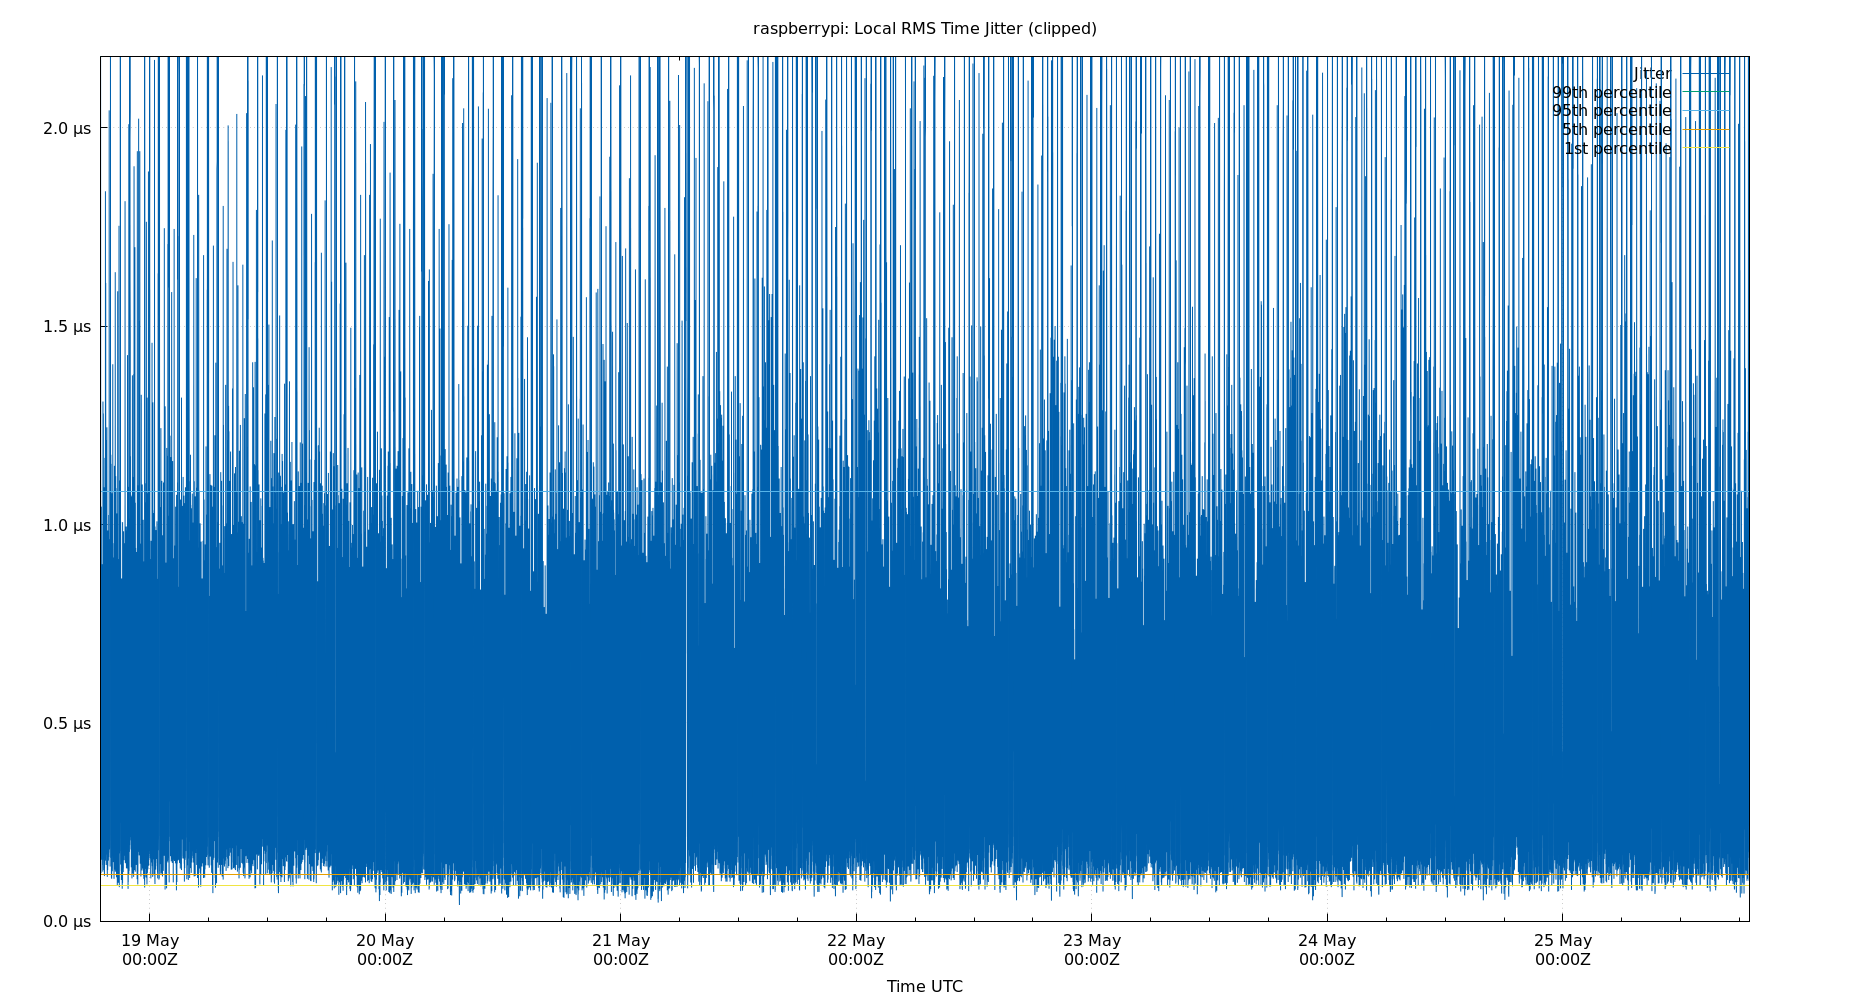 raspberrypi: Local RMS Time Jitter (clipped)
Jitter
99th percentile
95th percentile
5th percentile
1st percentile
2.0 µs
1.5 µs
1.0 µs
0.5 µs
0.0 µs
19 May 20 May 21 May 22 May 23 May 24 May 25 May
00:00Z 00:00Z 00:00Z 00:00Z 00:00Z 00:00Z 00:00Z
Time UTC